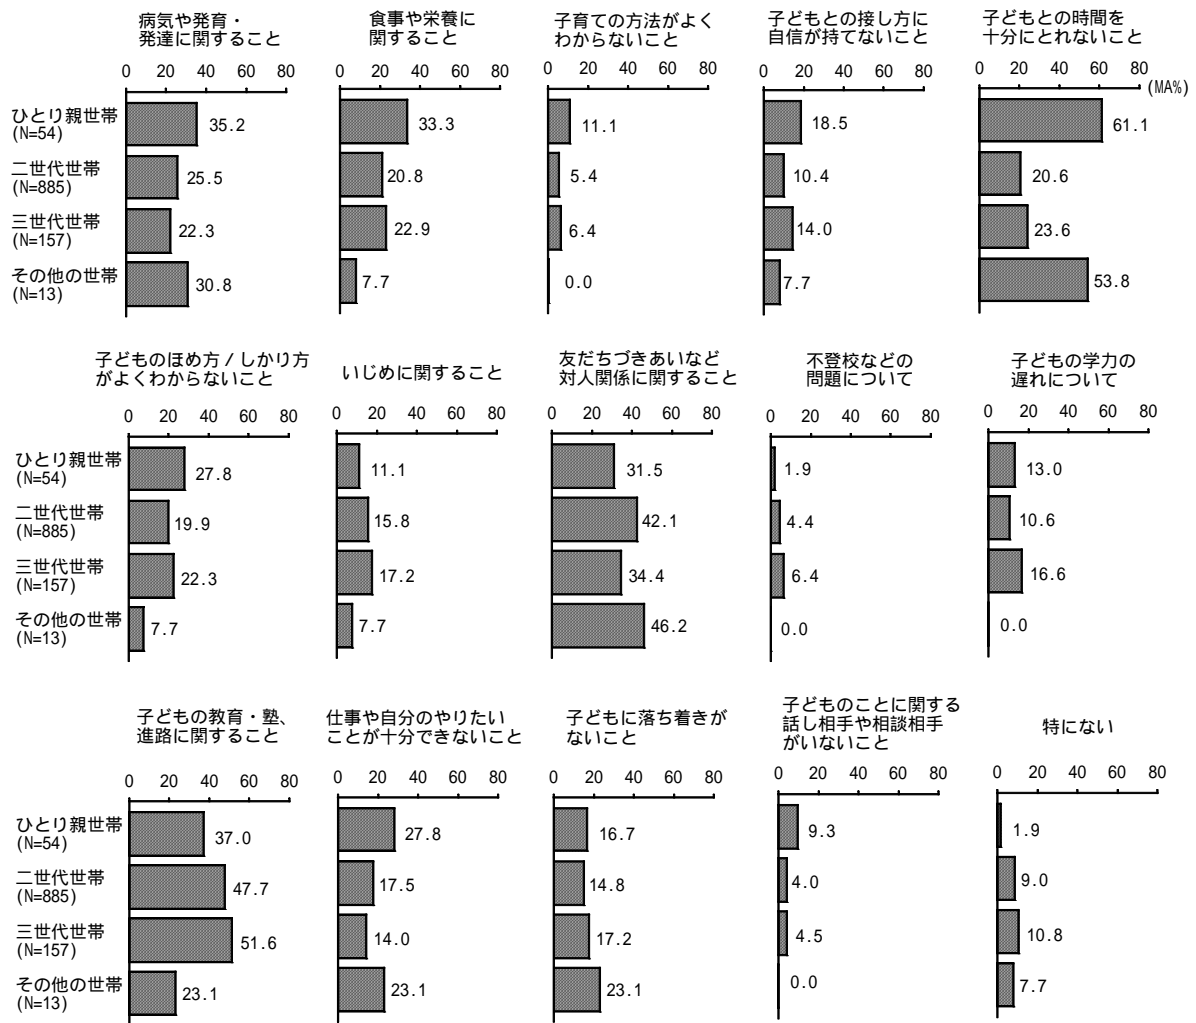 病気や発育・
発達に関すること
食事や栄養に
関すること
子育ての方法がよく
わからないこと
子どもとの接し方に
自信が持てないこと
子どもとの時間を
十分にとれないこと
0 20 40 60 80
0 20 40 60 80
0 20 40 60 80
0 20 40 60 80
0 20 40 60 80
(MA%)
ひとり親世帯
(N=54)
35.2 33.3 11.1 18.5 61.1
二世代世帯
(N=885)
25.5 20.8 5.4 10.4 20.6
三世代世帯
(N=157)
22.3 22.9 6.4 14.0 23.6
その他の世帯
(N=13)
30.8 7.7 0.0 7.7 53.8
子どものほめ方/しかり方
がよくわからないこと
いじめに関すること
友だちづきあいなど
対人関係に関すること
不登校などの
問題について
子どもの学力の
遅れについて
0 20 40 60 80
0 20 40 60 80
0 20 40 60 80
0 20 40 60 80
0 20 40 60 80
ひとり親世帯
(N=54)
27.8 11.1 31.5 1.9 13.0
二世代世帯
(N=885)
19.9 15.8 42.1 4.4 10.6
三世代世帯
(N=157)
22.3 17.2 34.4 6.4 16.6
その他の世帯
(N=13)
7.7 7.7 46.2 0.0 0.0
子どもの教育・塾、
進路に関すること
仕事や自分のやりたい
ことが十分できないこと
子どもに落ち着きが
ないこと
子どものことに関する
話し相手や相談相手
がいないこと
特にない
0 20 40 60 80
0 20 40 60 80
0 20 40 60 80
0 20 40 60 80
0 20 40 60 80
ひとり親世帯
(N=54)
37.0 27.8 16.7 9.3 1.9
二世代世帯
(N=885)
47.7 17.5 14.8 4.0 9.0
三世代世帯
(N=157)
51.6 14.0 17.2 4.5 10.8
その他の世帯
(N=13)
23.1 23.1 23.1 0.0 7.7